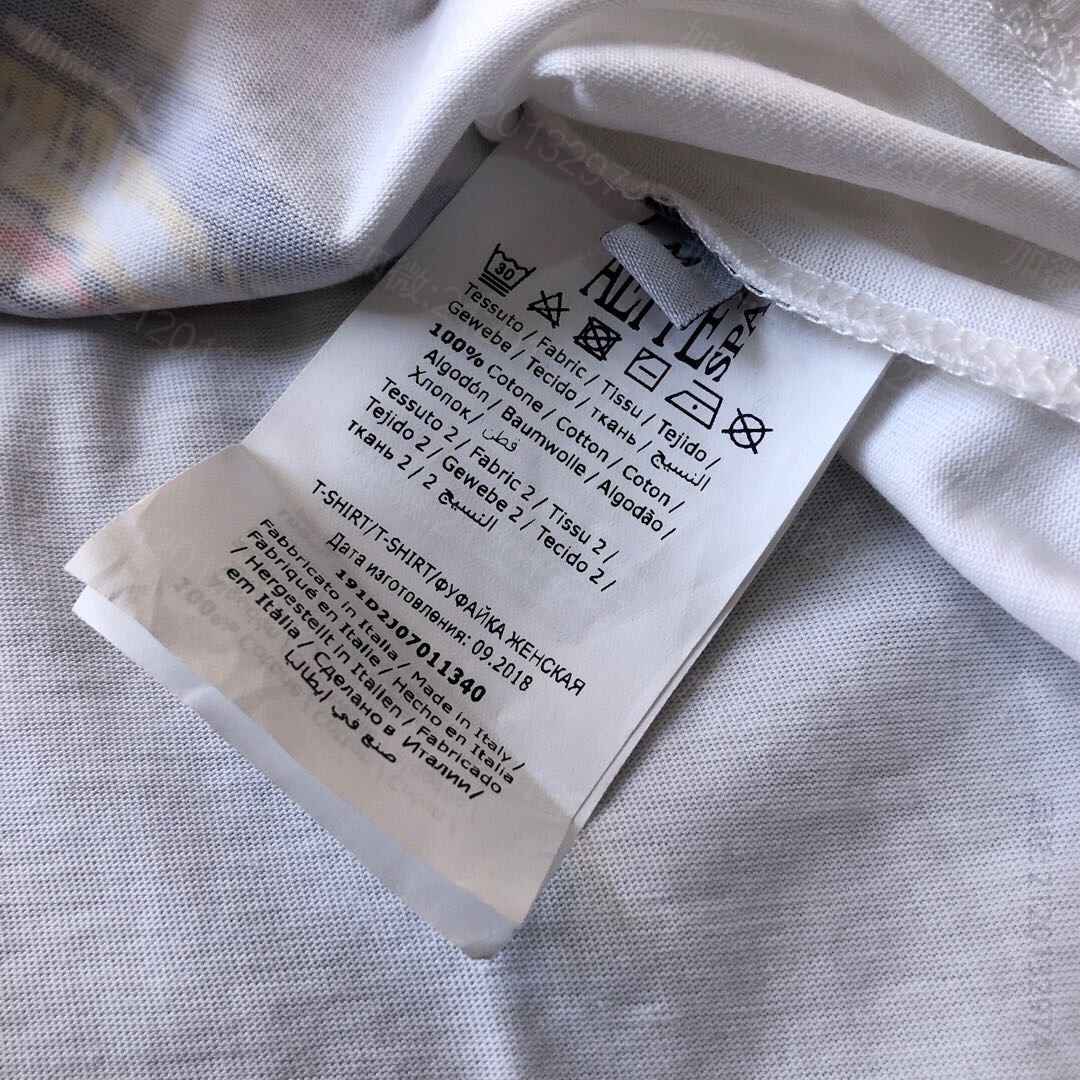 30
Tessuto / Fabric / Tissu / Tejido /
Gewebe / Tecido / ткань / النسيج
100% Cotone / Cotton / Coton /
Algodón / Baumwolle / Algodão /
Хлопок / قطن
Tessuto 2 / Fabric 2 / Tissu 2 /
Tejido 2 / Gewebe 2 / Tecido 2 /
ткань 2 / النسيج 2
T-SHIRT/T-SHIRT/ФУФАЙКА ЖЕНСКАЯ
Дата изготовления: 09.2018
191D2J07011340
Fabbricato in Italia / Made in Italy /
Fabriqué en Italie / Hecho en Italia
/ Hergestellt in Italien / Fabricado
em Itália / Сделано в Италии /
صنع في إيطاليا